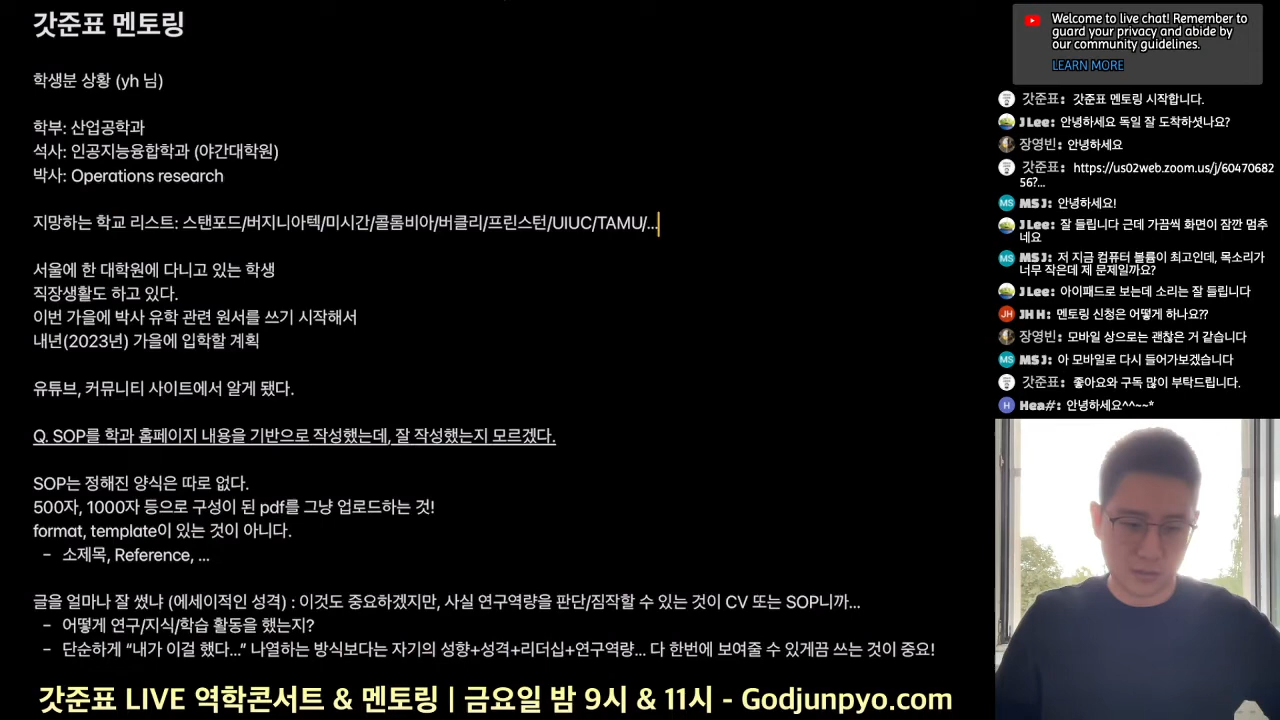 갓준표 멘토링
학생분 상황 (yh 님)
학부: 산업공학과
석사: 인공지능융합학과 (야간대학원)
박사: Operations research
지망하는 학교 리스트: 스탠포드/버지니아텍/미시간/콜롬비아/버클리/프린스턴/UIUC/TAMU/...
서울에 한 대학원에 다니고 있는 학생
직장생활도 하고 있다.
이번 가을에 박사 유학 관련 원서를 쓰기 시작해서
내년(2023년) 가을에 입학할 계획
유튜브, 커뮤니티 사이트에서 알게 됐다.
Q. SOP를 학과 홈페이지 내용을 기반으로 작성했는데, 잘 작성했는지 모르겠다.
SOP는 정해진 양식은 따로 없다.
500자, 1000자 등으로 구성이 된 pdf를 그냥 업로드하는 것!
format, template이 있는 것이 아니다.
- 소제목, Reference, ...
글을 얼마나 잘 썼냐 (에세이적인 성격) : 이것도 중요하겠지만, 사실 연구역량을 판단/짐작할 수 있는 것이 CV 또는 SOP니까...
- 어떻게 연구/지식/학습 활동을 했는지?
- 단순하게 “내가 이걸 했다...” 나열하는 방식보다는 자기의 성향+성격+리더십+연구역량... 다 한번에 보여줄 수 있게끔 쓰는 것이 중요!
갓준표 LIVE 역학콘서트 & 멘토링 | 금요일 밤 9시 & 11시 - Godjunpyo.com
Welcome to live chat! Remember to
guard your privacy and abide by
our community guidelines.
LEARN MORE
갓준표: 갓준표 멘토링 시작합니다.
J Lee: 안녕하세요 독일 잘 도착하셧나요?
장영빈: 안녕하세요
갓준표: https://us02web.zoom.us/j/60470682
56?...
MS MS J: 안녕하세요!
J Lee: 잘 들립니다 근데 가끔씩 화면이 잠깐 멈추
네요
MS MS J: 저 지금 컴퓨터 볼륨이 최고인데, 목소리가
너무 작은데 제 문제일까요?
J Lee: 아이패드로 보는데 소리는 잘 들립니다
JH JH H: 멘토링 신청은 어떻게 하나요??
장영빈: 모바일 상으로는 괜찮은 거 같습니다
MS MS J: 아 모바일로 다시 들어가보겠습니다
갓준표: 좋아요와 구독 많이 부탁드립니다.
H Hea#: 안녕하세요^^~~*